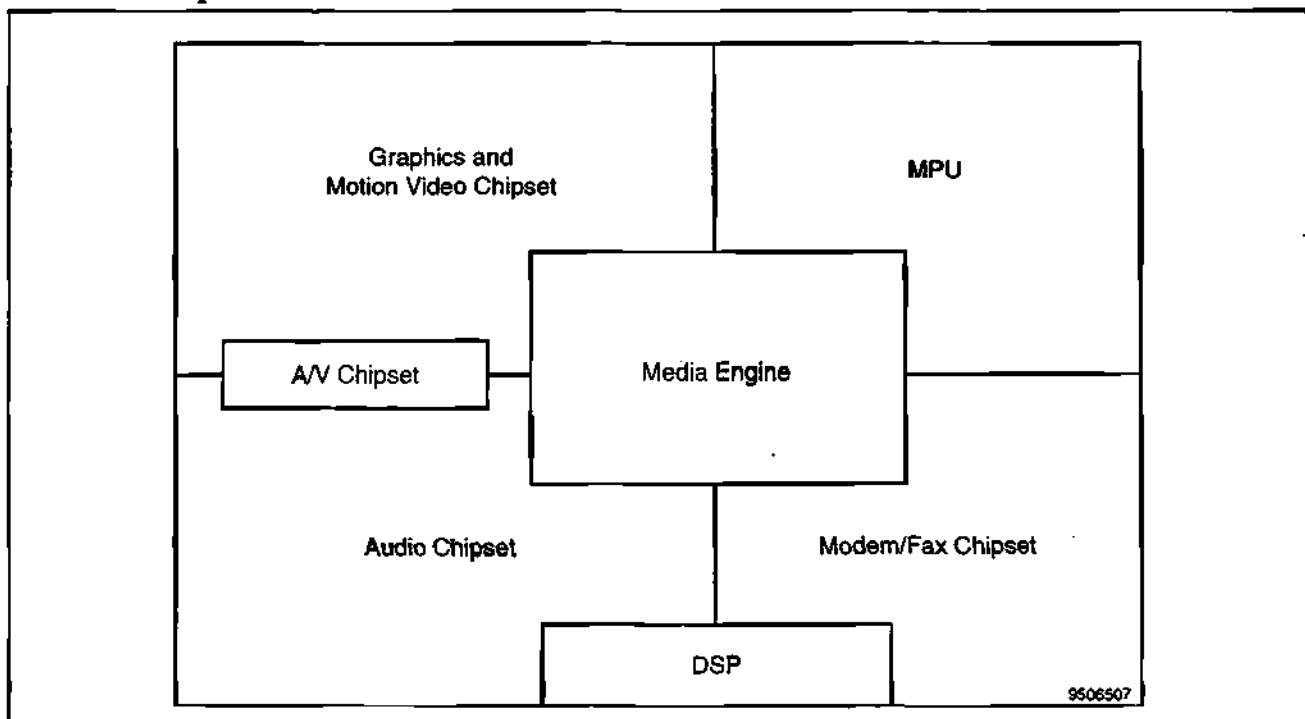 Graphics and
Motion Video Chipset
MPU
A/V Chipset
Media Engine
Audio Chipset
Modem/Fax Chipset
DSP
9506507